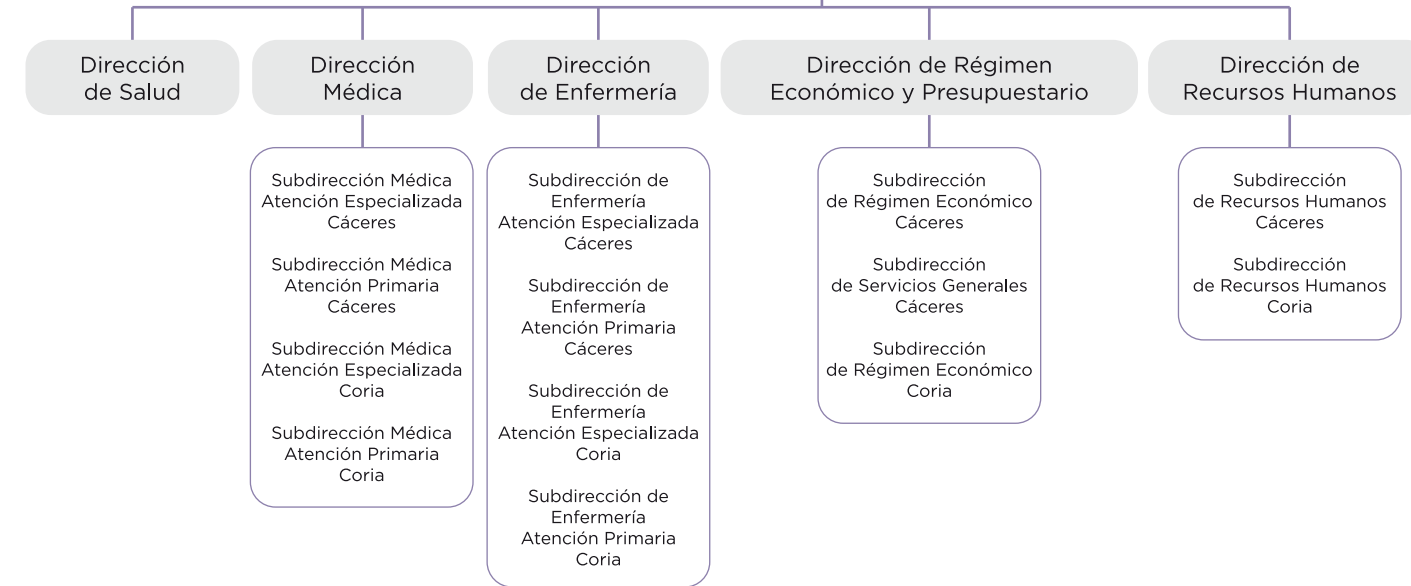 Dirección
de Salud
Dirección
Médica
Dirección
de Enfermería
Dirección de Régimen
Económico y Presupuestario
Dirección de
Recursos Humanos
Subdirección Médica
Atención Especializada
Cáceres
Subdirección Médica
Atención Primaria
Cáceres
Subdirección Médica
Atención Especializada
Coria
Subdirección Médica
Atención Primaria
Coria
Subdirección de
Enfermería
Atención Especializada
Cáceres
Subdirección de
Enfermería
Atención Primaria
Cáceres
Subdirección de
Enfermería
Atención Especializada
Coria
Subdirección de
Enfermería
Atención Primaria
Coria
Subdirección
de Régimen Económico
Cáceres
Subdirección
de Servicios Generales
Cáceres
Subdirección
de Régimen Económico
Coria
Subdirección
de Recursos Humanos
Cáceres
Subdirección
de Recursos Humanos
Coria